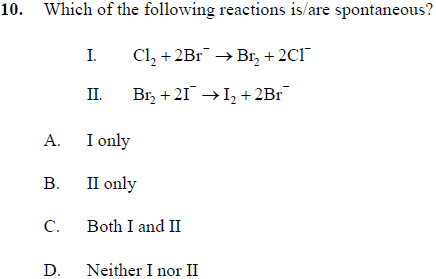 10. Which of the following reactions is/are spontaneous?
I. Cl₂ + 2Br⁻ → Br₂ + 2Cl⁻
II. Br₂ + 2I⁻ → I₂ + 2Br⁻
A. I only
B. II only
C. Both I and II
D. Neither I nor II